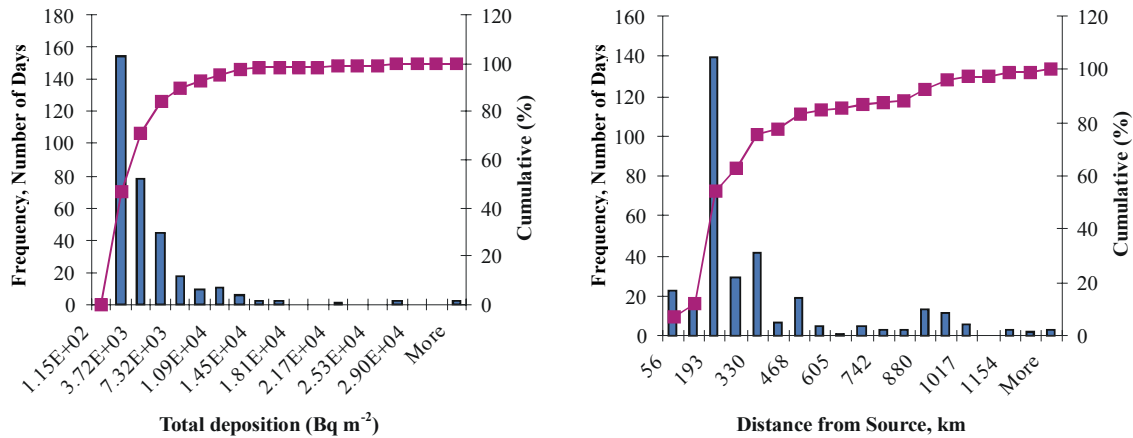 180
160
140
120
100
80
60
40
20
0
Frequency, Number of Days
120
100
80
60
40
20
0
Cumulative (%)
1.15E+02
3.72E+03
7.32E+03
1.09E+04
1.45E+04
1.81E+04
2.17E+04
2.53E+04
2.90E+04
More
Total deposition (Bq m⁻²)
160
140
120
100
80
60
40
20
0
Frequency, Number of Days
120
100
80
60
40
20
0
Cumulative (%)
56
193
330
468
605
742
880
1017
1154
More
Distance from Source, km